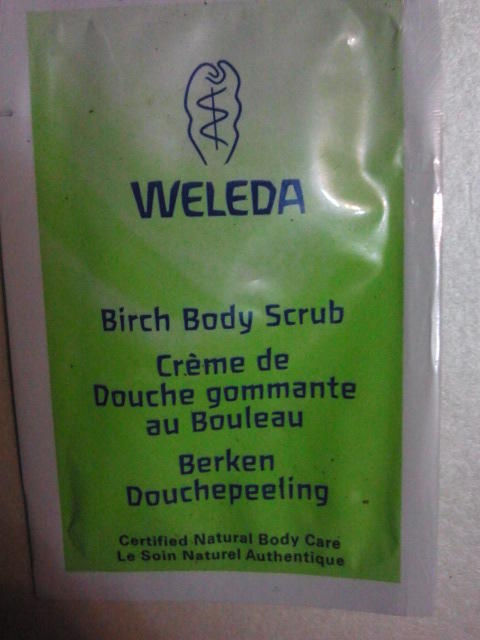 WELEDA
Birch Body Scrub
Crème de
Douche gommante
au Bouleau
Berken
Douchepeeling
Certified Natural Body Care
Le Soin Naturel Authentique